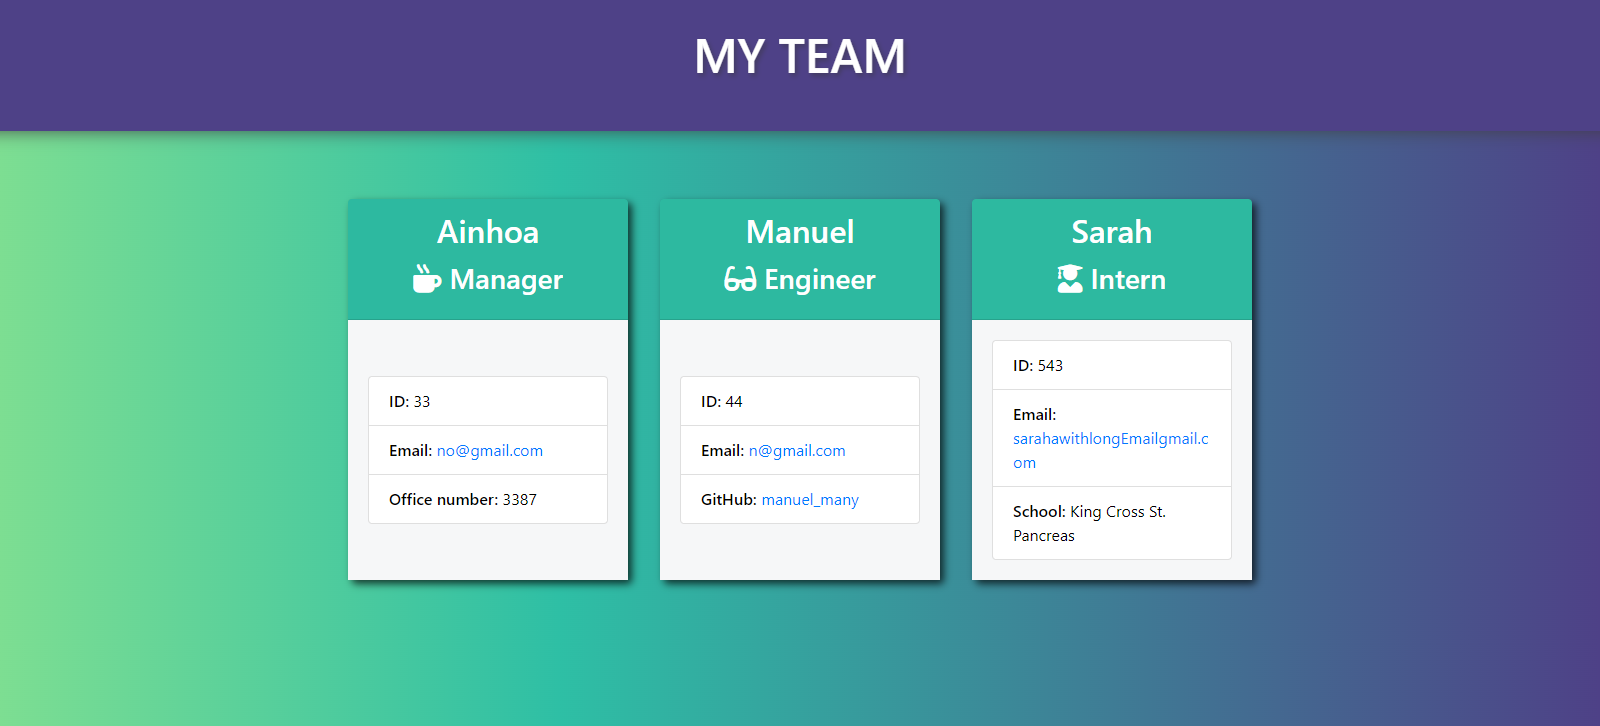 MY TEAM
Ainhoa
Manager
ID: 33
Email: no@gmail.com
Office number: 3387
Manuel
Engineer
ID: 44
Email: n@gmail.com
GitHub: manuel_many
Sarah
Intern
ID: 543
Email:
sarahawithlongEmailgmail.c
om
School: King Cross St.
Pancreas